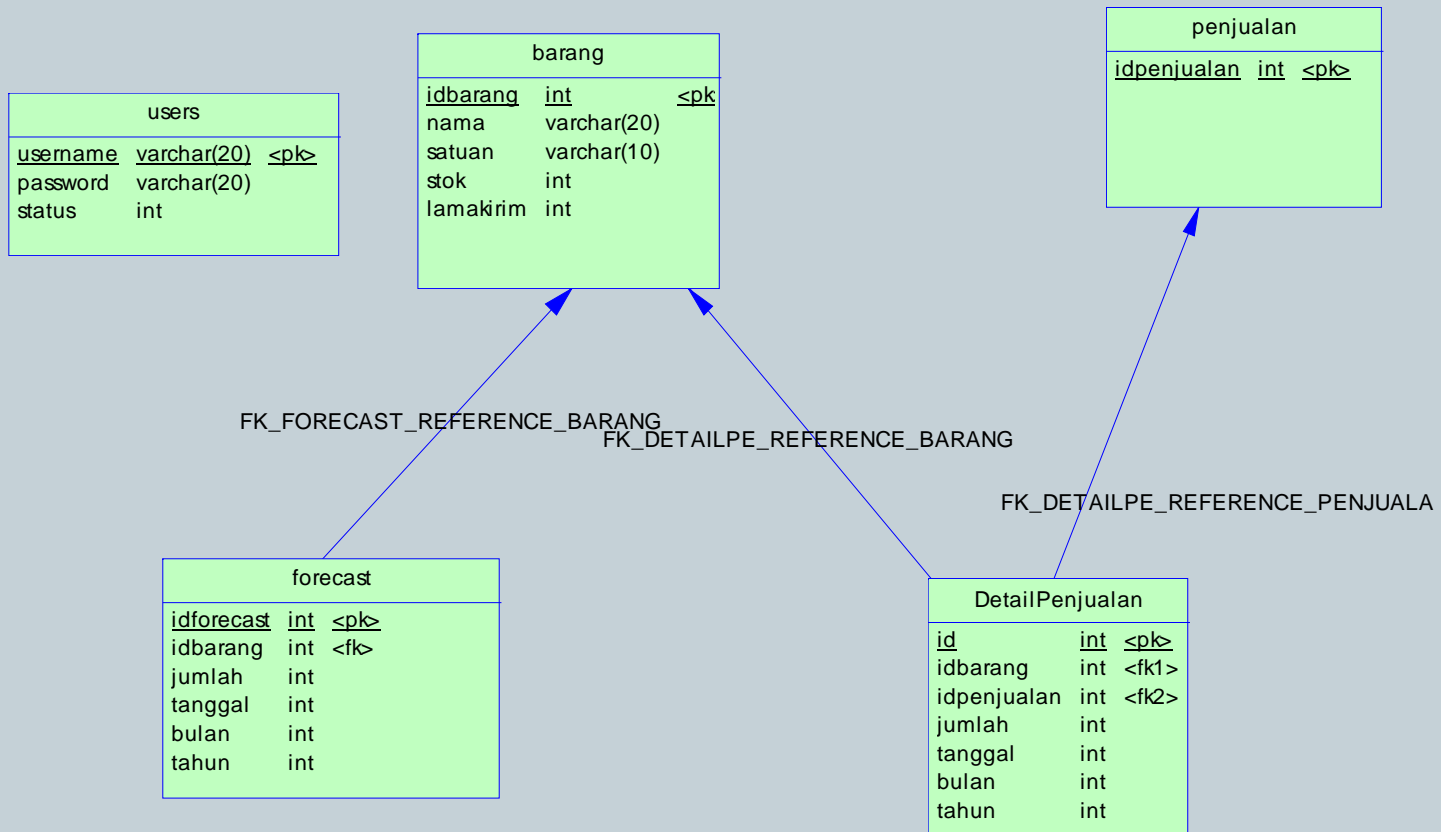 users
username varchar(20) <pk>
password varchar(20)
status int
barang
idbarang int <pk
nama varchar(20)
satuan varchar(10)
stok int
lamakirim int
penjualan
idpenjualan int <pk>
FK_FORECAST_REFERENCE_BARANG
FK_DETAILPE_REFERENCE_BARANG
FK_DETAILPE_REFERENCE_PENJUALA
forecast
idforecast int <pk>
idbarang int <fk>
jumlah int
tanggal int
bulan int
tahun int
DetailPenjualan
id int <pk>
idbarang int <fk1>
idpenjualan int <fk2>
jumlah int
tanggal int
bulan int
tahun int